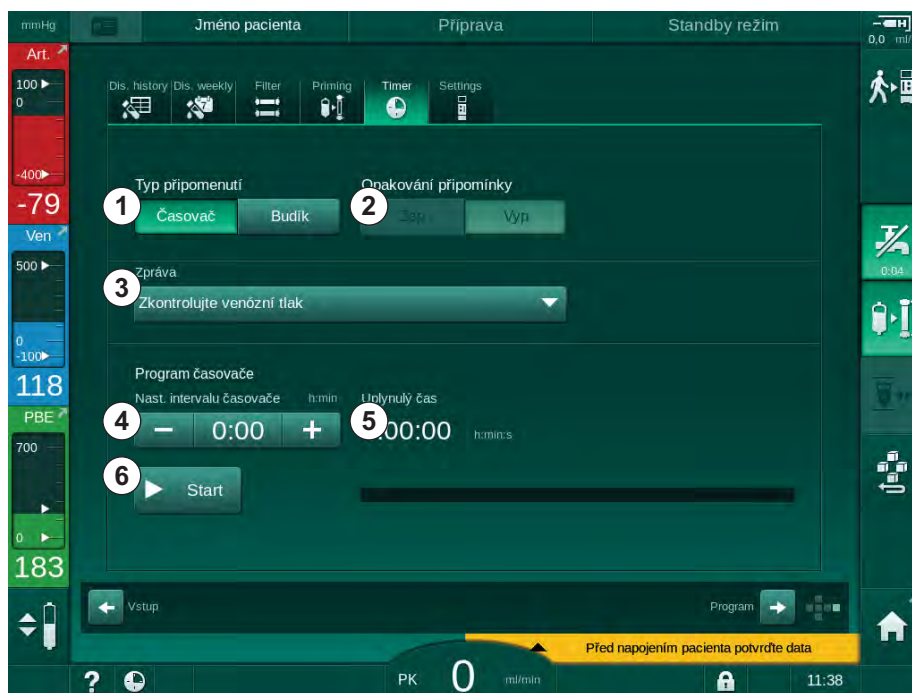 mmHg
Jméno pacienta
Příprava
Standby režim
0,0 ml/
Art.
100
0
-400
-79
Ven
500
0
-100
118
PBE
700
0
183
Dis. history
Dis. weekly
Filter
Priming
Timer
Settings
Typ připomenutí
Opakování připomínky
1
Časovač
Budík
2
Zap
Vyp
Zpráva
3
Zkontrolujte venózní tlak
Program časovače
Nast. intervalu časovače h:min
Uplynulý čas
4
− 0:00 +
5
:00:00 h:min:s
6
Start
0:04
Vstup
Program
Před napojením pacienta potvrďte data
?
PK 0 ml/min
11:38